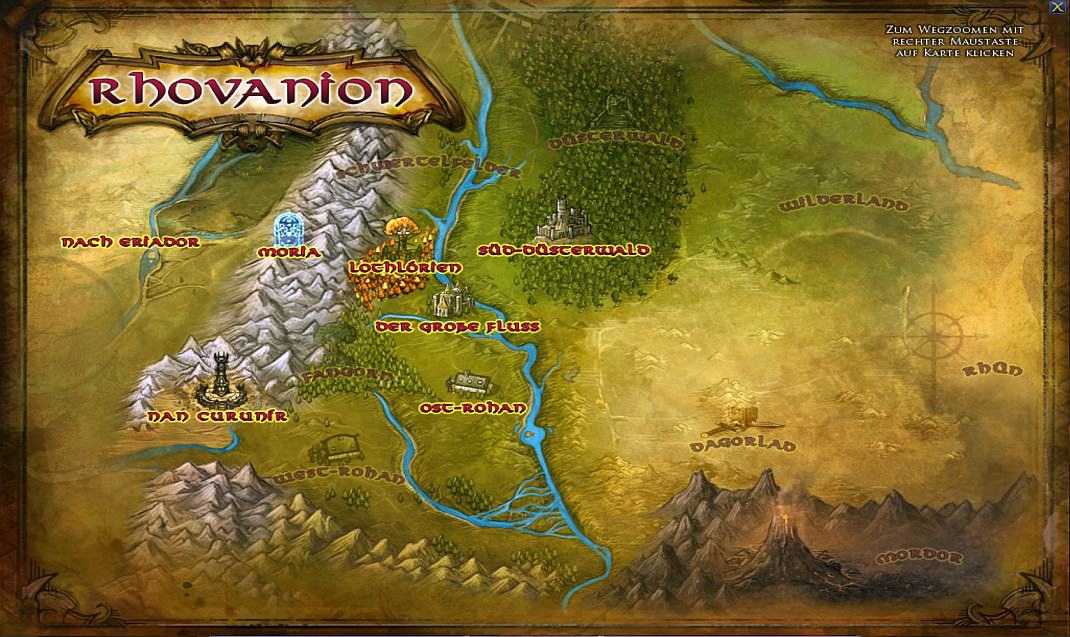 Zum Wegzoomen mit
rechter Maustaste
auf Karte klicken
Rhovanion
Düsterwald
Schwertelfelder
Wilderland
nach Eriador
Moria
Süd-Düsterwald
Lothlórien
Der Große Fluss
Rhûn
Fangorn
Ost-Rohan
Nan Curunír
Dagorlad
West-Rohan
Mordor